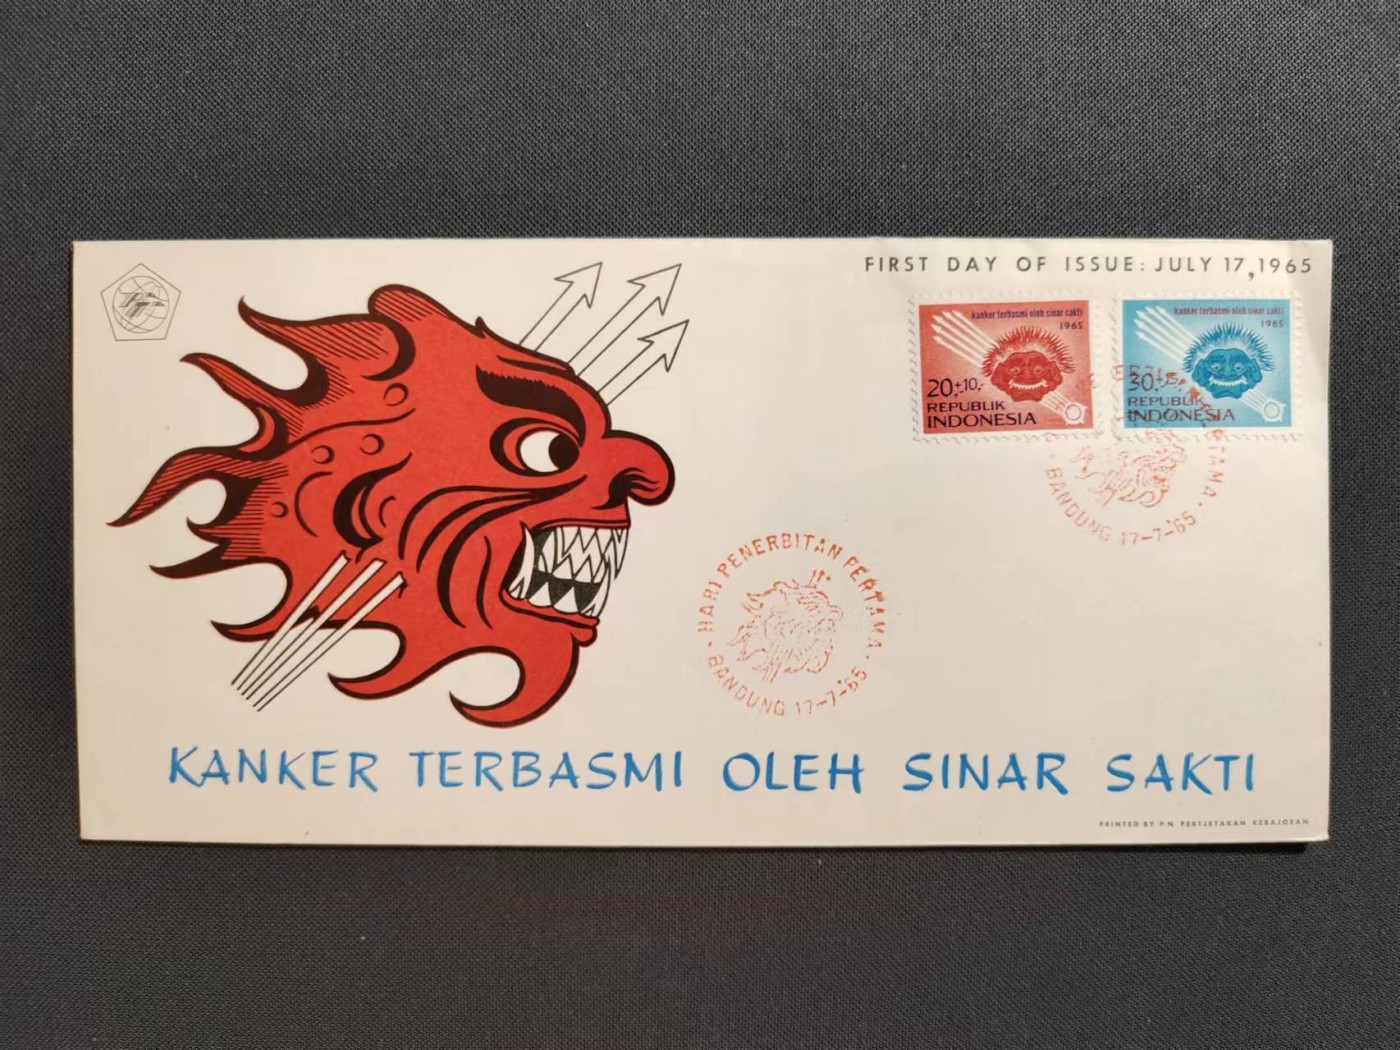 FIRST DAY OF ISSUE: JULY 17, 1965
kanker terbasmi oleh sinar sakti
1965
20+10,-
REPUBLIK
INDONESIA
kanker terbasmi oleh sinar sakti
1965
30+15,-
REPUBLIK
INDONESIA
BANDUNG 17-7-'65
HARI PENERBITAN PERTAMA
BANDUNG 17-7-'65
KANKER TERBASMI OLEH SINAR SAKTI
PRINTED BY P.N. PERTJETAKAN KEBAJORAN